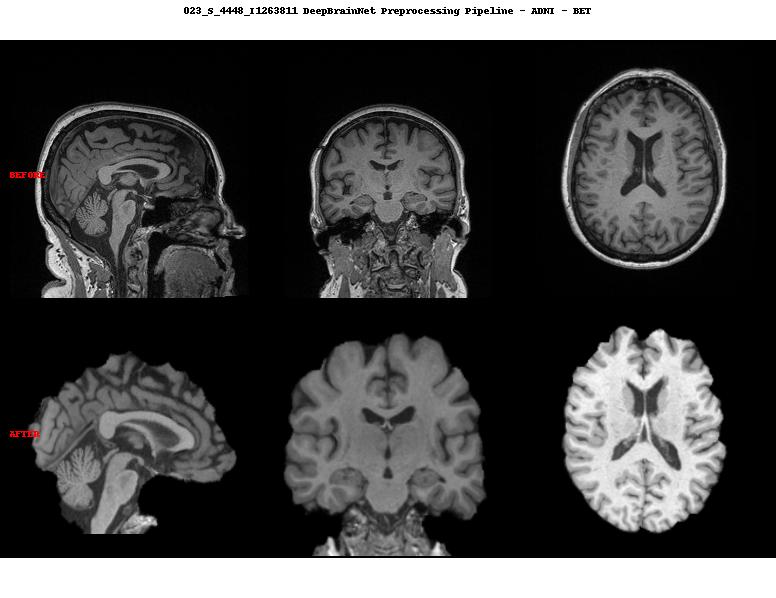 023_S_4448_I1263811 DeepBrainNet Preprocessing Pipeline - ADNI - BET
BEFORE
AFTER